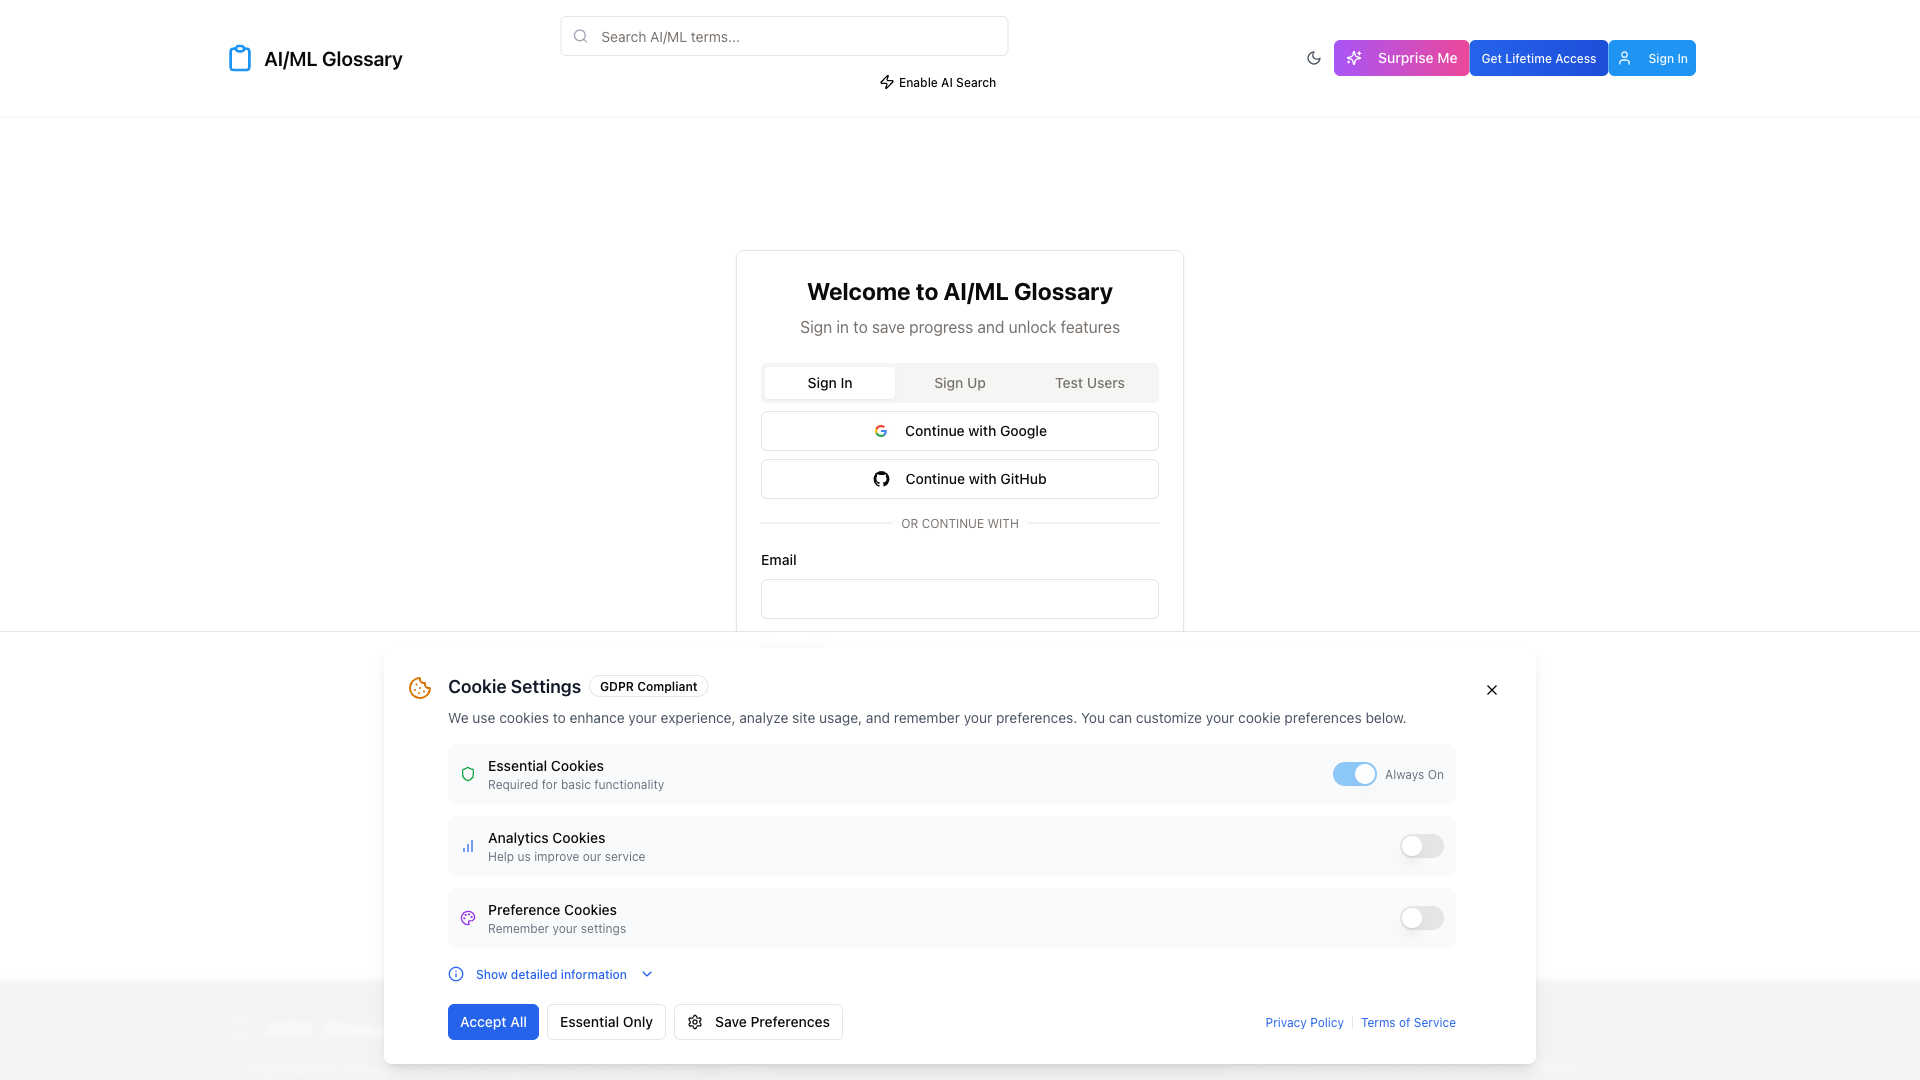 AI/ML Glossary
Search AI/ML terms...
Enable AI Search
Surprise Me
Get Lifetime Access
Sign In
Welcome to AI/ML Glossary
Sign in to save progress and unlock features
Sign In
Sign Up
Test Users
Continue with Google
Continue with GitHub
OR CONTINUE WITH
Email
Cookie Settings
GDPR Compliant
We use cookies to enhance your experience, analyze site usage, and remember your preferences. You can customize your cookie preferences below.
Essential Cookies
Required for basic functionality
Always On
Analytics Cookies
Help us improve our service
Preference Cookies
Remember your settings
Show detailed information
Accept All
Essential Only
Save Preferences
Privacy Policy
Terms of Service